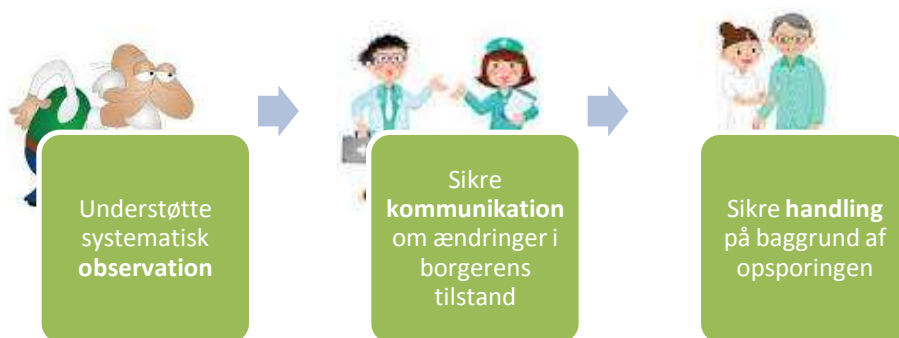 Understøtte
systematisk
observation
Sikre
kommunikation
om ændringer i
borgerens
tilstand
Sikre handling
på baggrund af
opsporingen